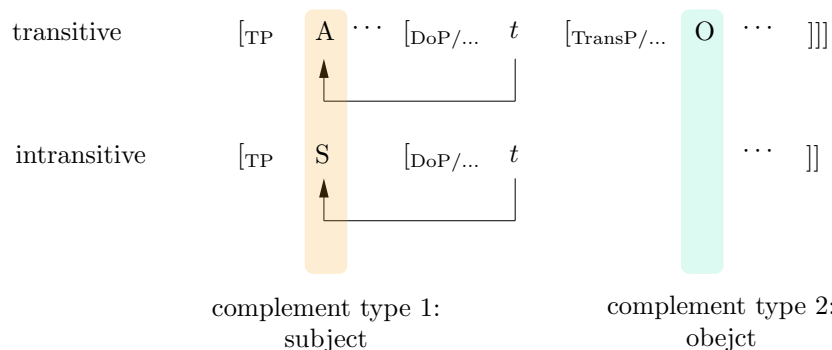 transitive [TP A ··· [DoP/... t [TransP/... O ··· ]]]
intransitive [TP S [DoP/... t ··· ]]
complement type 1: complement type 2:
subject obejct